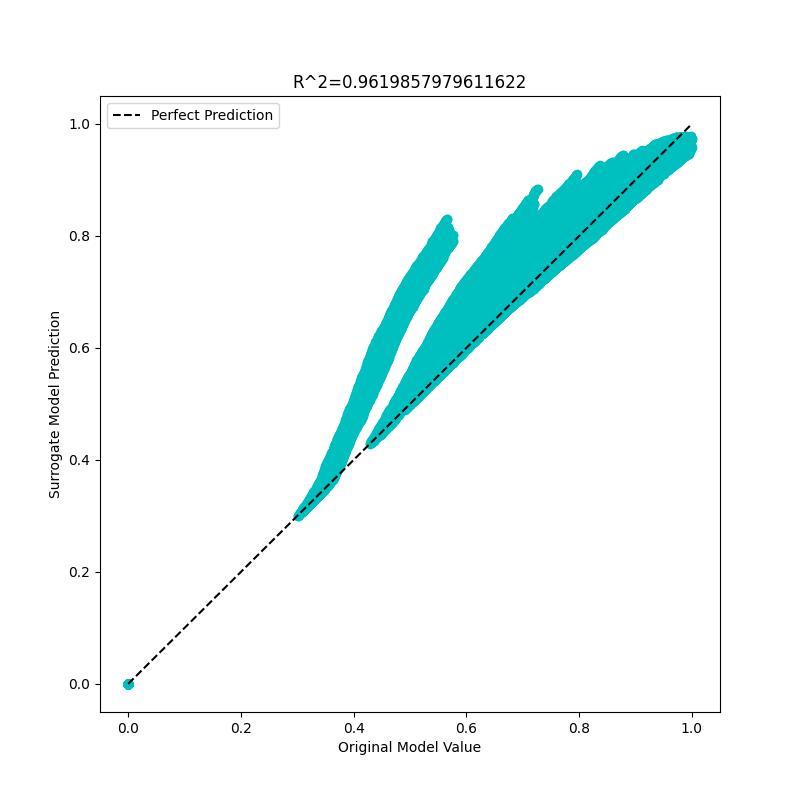 R^2=0.9619857979611622
Perfect Prediction
1.0
0.8
0.6
0.4
0.2
0.0
Surrogate Model Prediction
0.0 0.2 0.4 0.6 0.8 1.0
Original Model Value